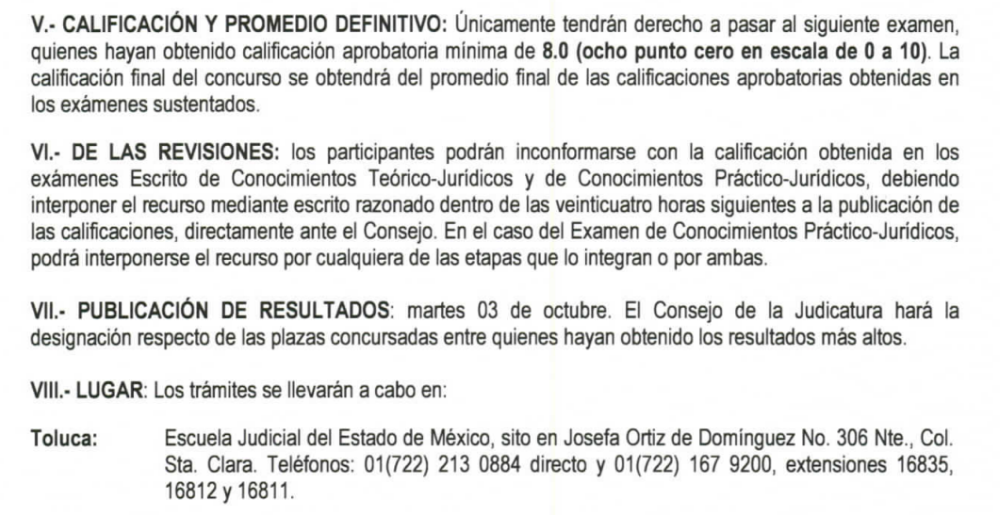 V.- CALIFICACIÓN Y PROMEDIO DEFINITIVO: Únicamente tendrán derecho a pasar al siguiente examen,
quienes hayan obtenido calificación aprobatoria mínima de 8.0 (ocho punto cero en escala de 0 a 10). La
calificación final del concurso se obtendrá del promedio final de las calificaciones aprobatorias obtenidas en
los exámenes sustentados.
VI.- DE LAS REVISIONES: los participantes podrán inconformarse con la calificación obtenida en los
exámenes Escrito de Conocimientos Teórico-Jurídicos y de Conocimientos Práctico-Jurídicos, debiendo
interponer el recurso mediante escrito razonado dentro de las veinticuatro horas siguientes a la publicación de
las calificaciones, directamente ante el Consejo. En el caso del Examen de Conocimientos Práctico-Jurídicos,
podrá interponerse el recurso por cualquiera de las etapas que lo integran o por ambas.
VII.- PUBLICACIÓN DE RESULTADOS: martes 03 de octubre. El Consejo de la Judicatura hará la
designación respecto de las plazas concursadas entre quienes hayan obtenido los resultados más altos.
VIII.- LUGAR: Los trámites se llevarán a cabo en:
Toluca: Escuela Judicial del Estado de México, sito en Josefa Ortiz de Domínguez No. 306 Nte., Col.
Sta. Clara. Teléfonos: 01(722) 213 0884 directo y 01(722) 167 9200, extensiones 16835,
16812 y 16811.